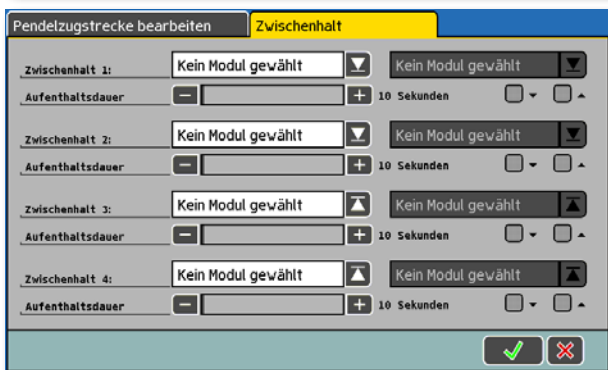 Pendelzugstrecke bearbeiten Zwischenhalt
Zwischenhalt 1: Kein Modul gewählt Kein Modul gewählt
Aufenthaltsdauer 10 Sekunden
Zwischenhalt 2: Kein Modul gewählt Kein Modul gewählt
Aufenthaltsdauer 10 Sekunden
Zwischenhalt 3: Kein Modul gewählt Kein Modul gewählt
Aufenthaltsdauer 10 Sekunden
Zwischenhalt 4: Kein Modul gewählt Kein Modul gewählt
Aufenthaltsdauer 10 Sekunden